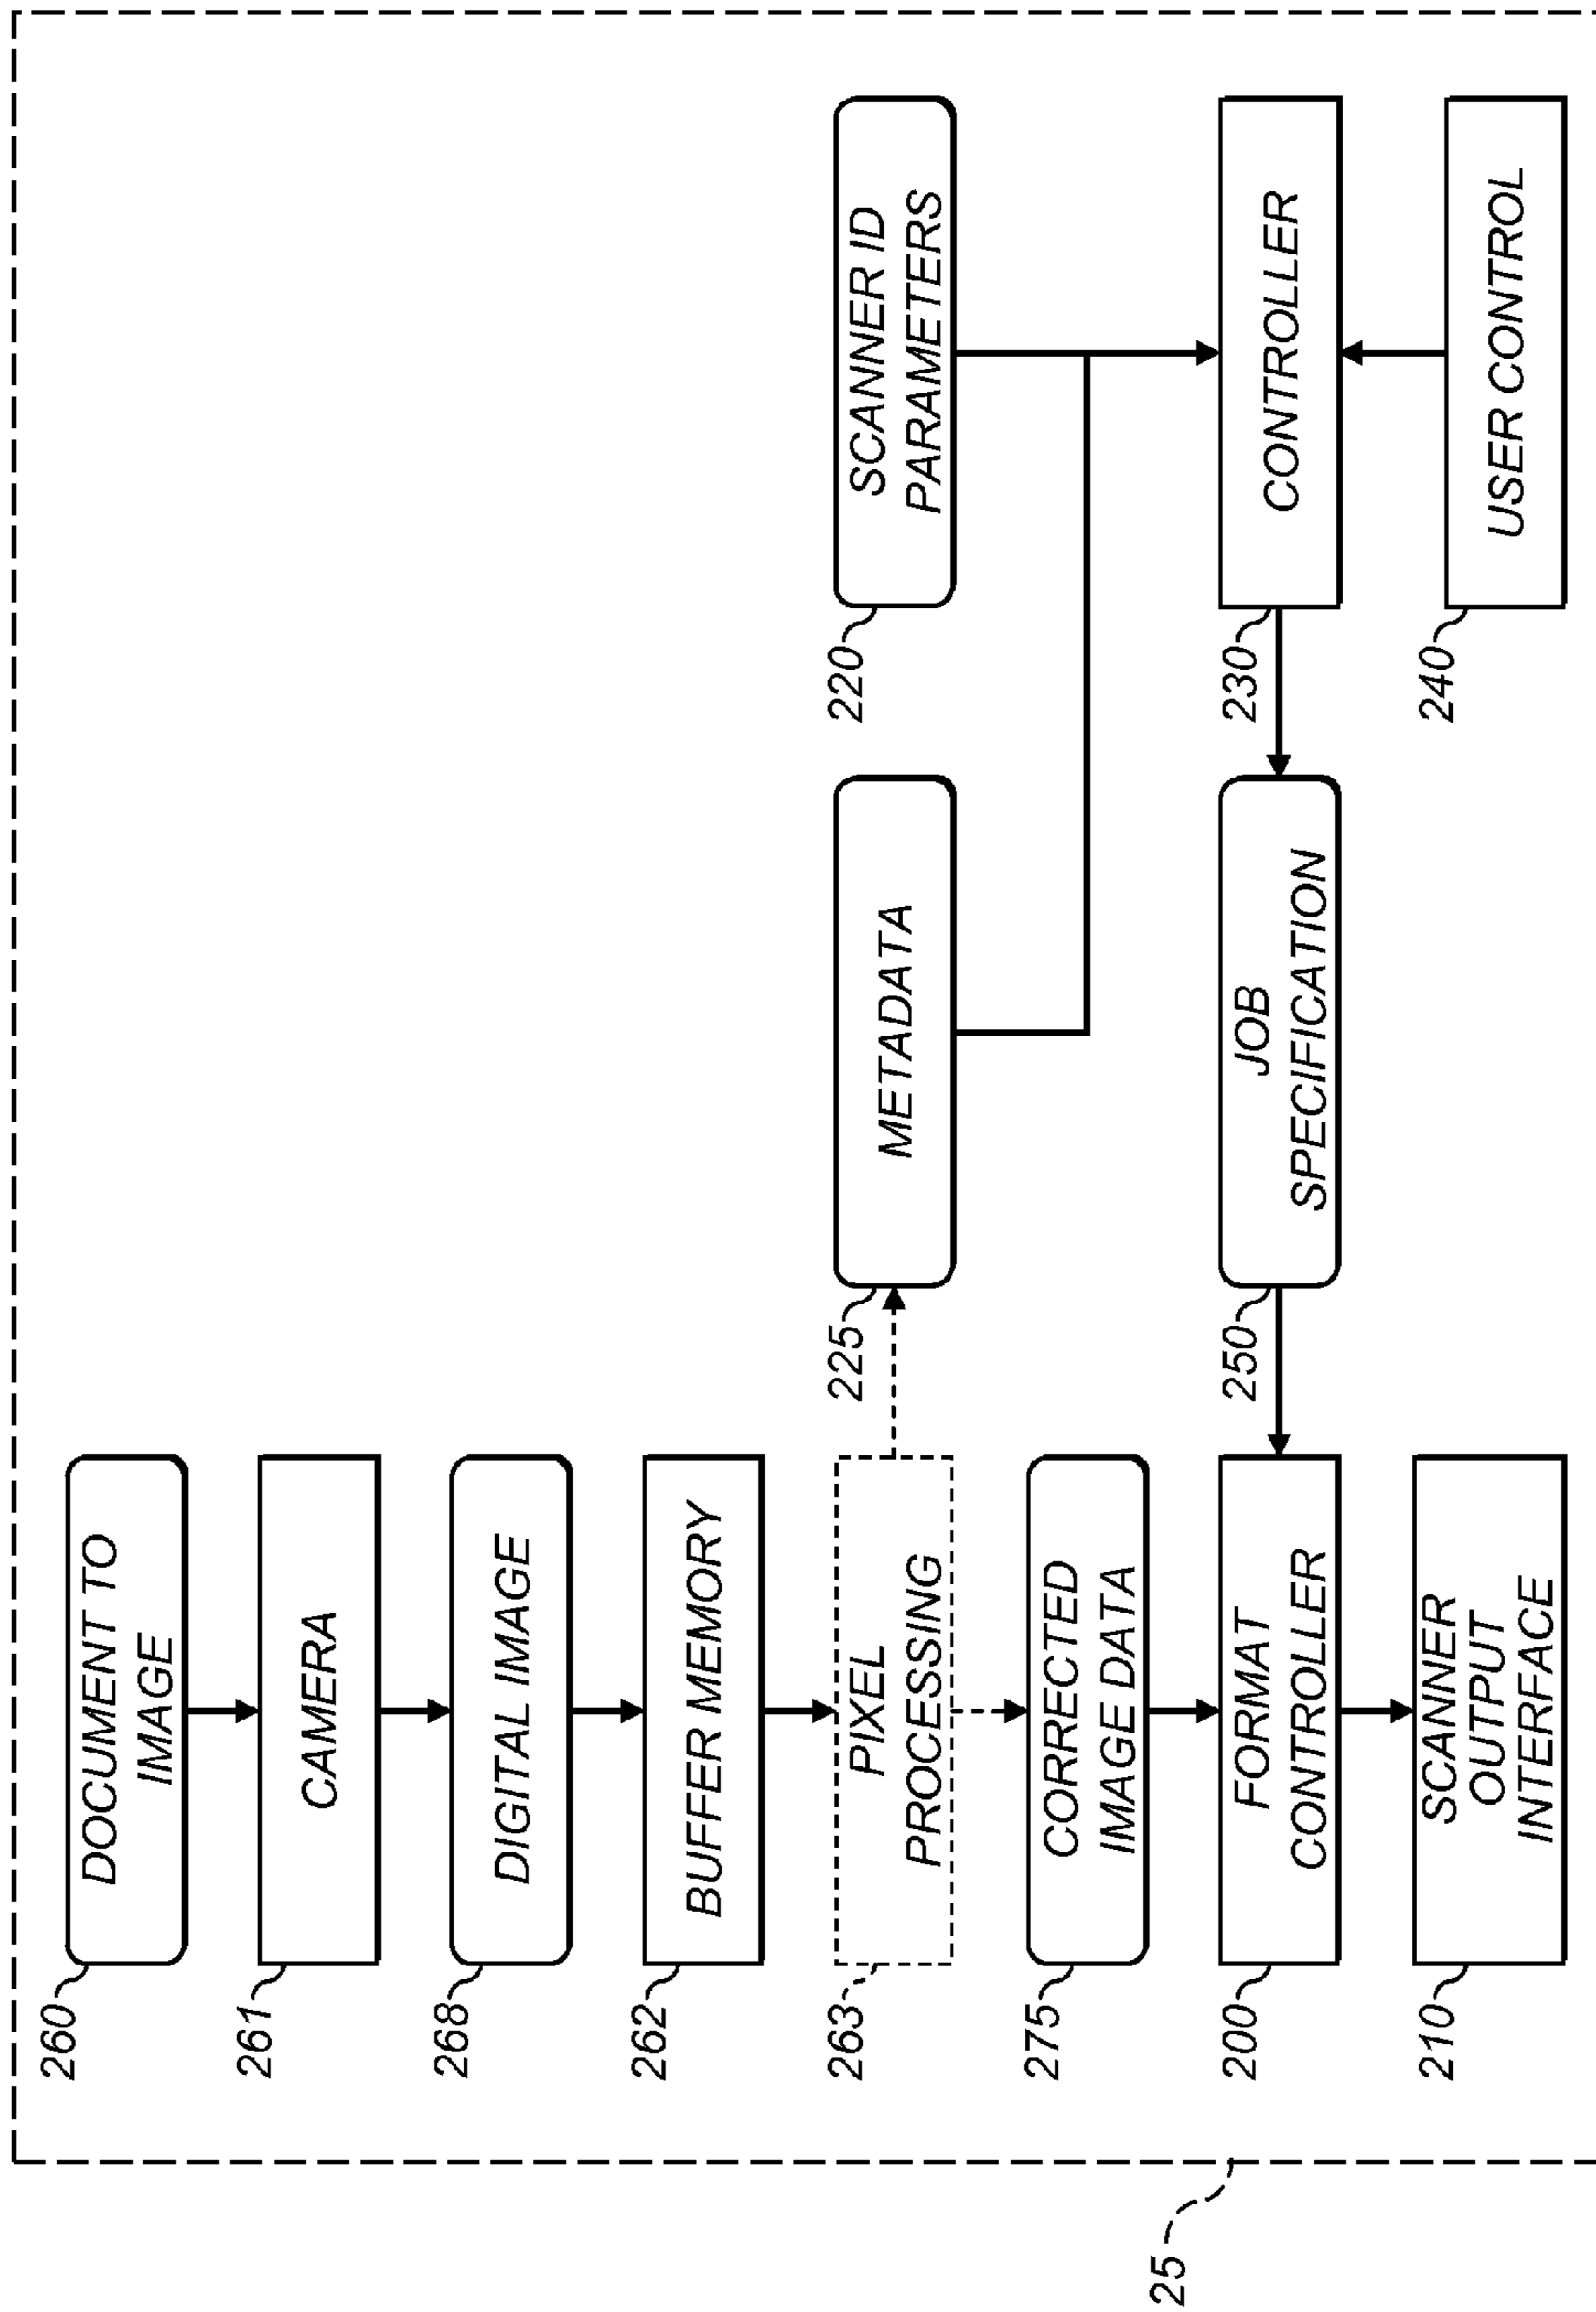 260
DOCUMENT TO
IMAGE
261
CAMERA
268
DIGITAL IMAGE
262
BUFFER MEMORY
263
PIXEL
PROCESSING
225
METADATA
220
SCANNER ID
PARAMETERS
275
CORRECTED
IMAGE DATA
200
FORMAT
CONTROLLER
250
JOB
SPECIFICATION
230
CONTROLLER
210
SCANNER
OUTPUT
INTERFACE
240
USER CONTROL
25